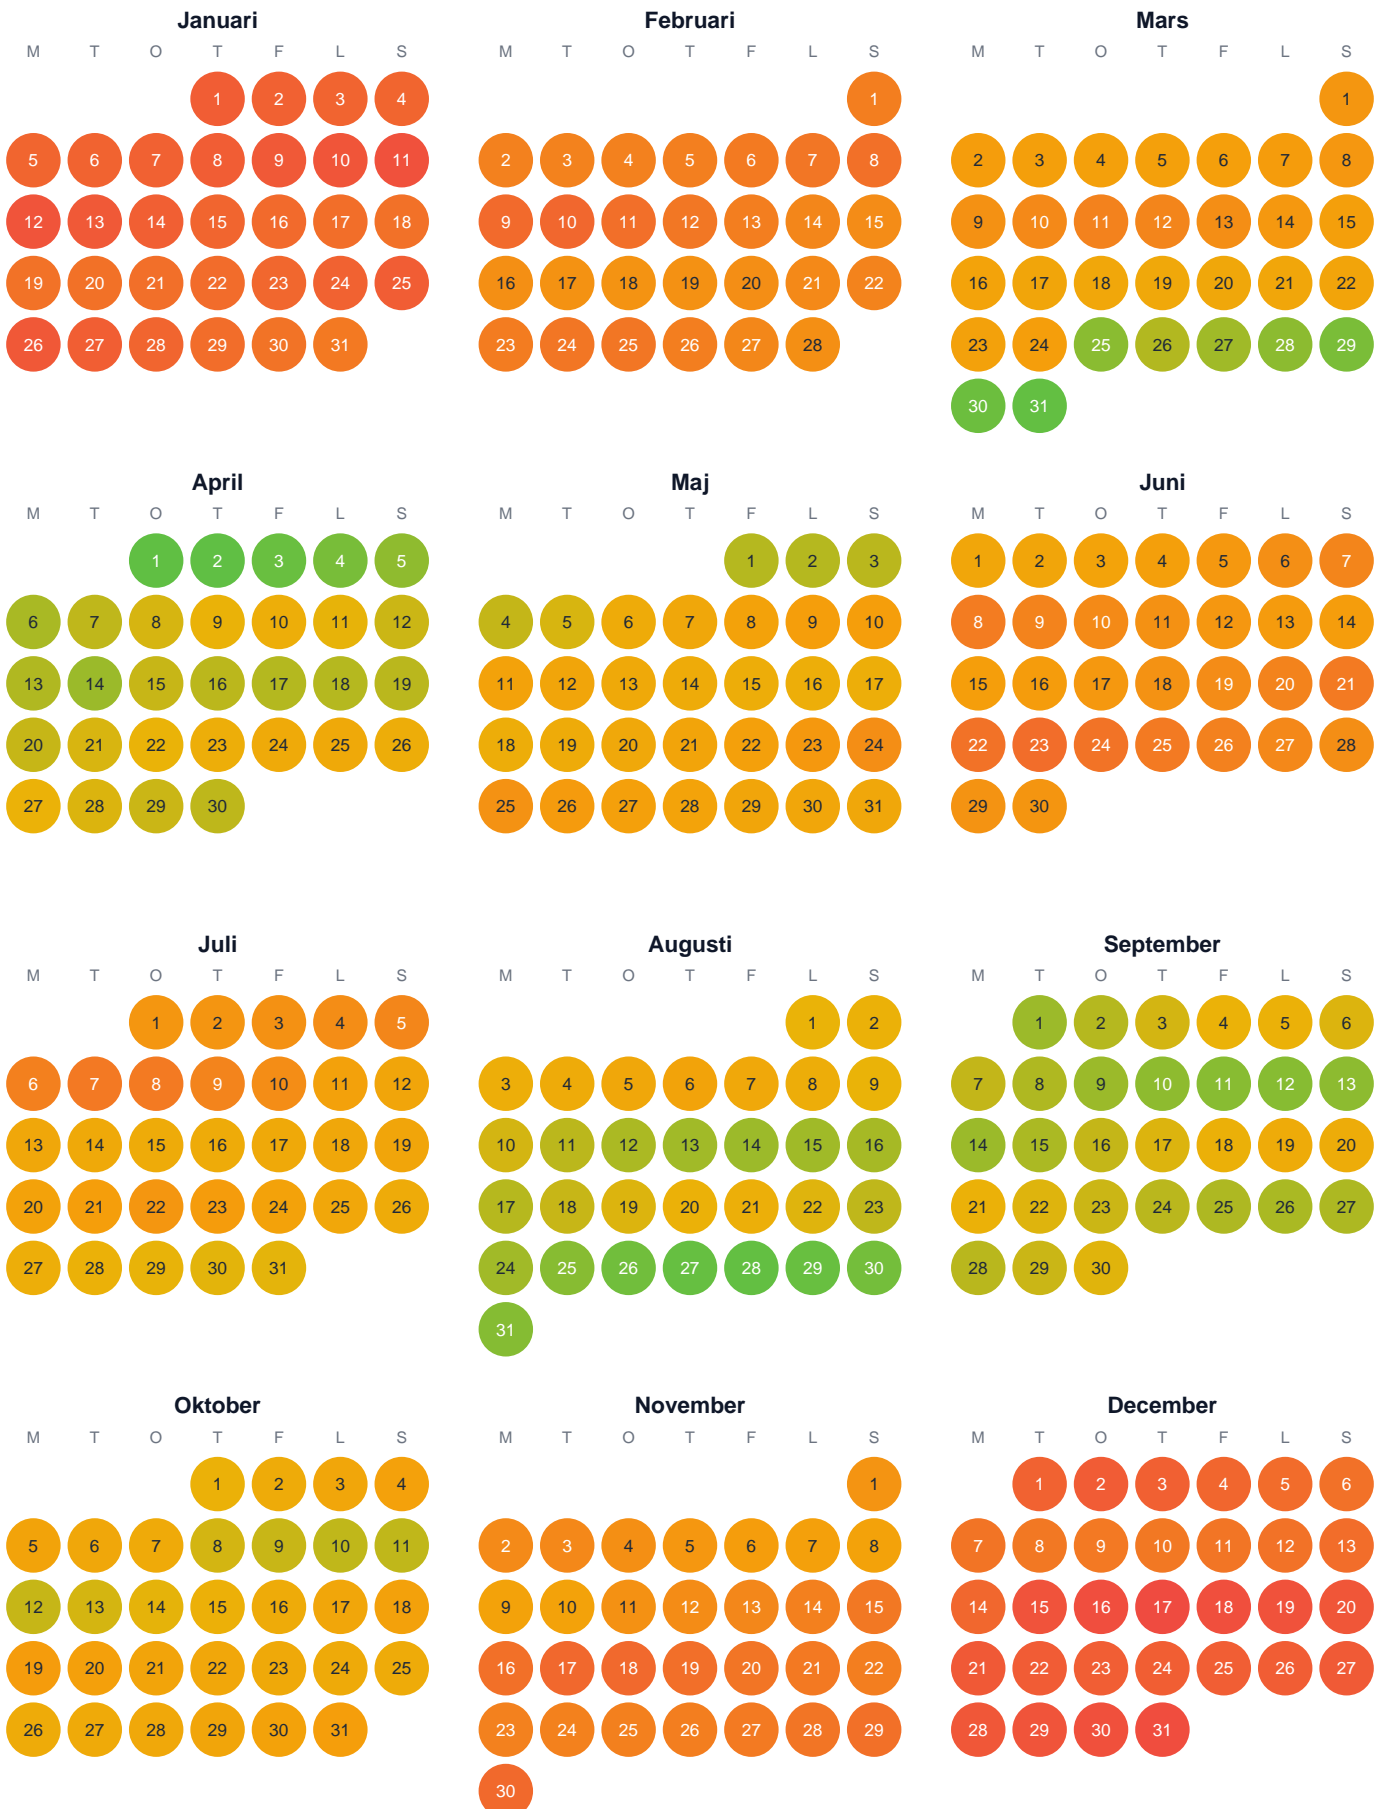 Januari Februari Mars
M T O T F L S M T O T F L S M T O T F L S
1 2 3 4 1 1
5 6 7 8 9 10 11 2 3 4 5 6 7 8 2 3 4 5 6 7 8
12 13 14 15 16 17 18 9 10 11 12 13 14 15 9 10 11 12 13 14 15
19 20 21 22 23 24 25 16 17 18 19 20 21 22 16 17 18 19 20 21 22
26 27 28 29 30 31 23 24 25 26 27 28 23 24 25 26 27 28 29
30 31
April Maj Juni
M T O T F L S M T O T F L S M T O T F L S
1 2 3 4 5 1 2 3 1 2 3 4 5 6 7
6 7 8 9 10 11 12 4 5 6 7 8 9 10 8 9 10 11 12 13 14
13 14 15 16 17 18 19 11 12 13 14 15 16 17 15 16 17 18 19 20 21
20 21 22 23 24 25 26 18 19 20 21 22 23 24 22 23 24 25 26 27 28
27 28 29 30 25 26 27 28 29 30 31 29 30
Juli Augusti September
M T O T F L S M T O T F L S M T O T F L S
1 2 3 4 5 1 2 1 2 3 4 5 6
6 7 8 9 10 11 12 3 4 5 6 7 8 9 7 8 9 10 11 12 13
13 14 15 16 17 18 19 10 11 12 13 14 15 16 14 15 16 17 18 19 20
20 21 22 23 24 25 26 17 18 19 20 21 22 23 21 22 23 24 25 26 27
27 28 29 30 31 24 25 26 27 28 29 30 28 29 30
31
Oktober November December
M T O T F L S M T O T F L S M T O T F L S
1 2 3 4 1 1 2 3 4 5 6
5 6 7 8 9 10 11 2 3 4 5 6 7 8 7 8 9 10 11 12 13
12 13 14 15 16 17 18 9 10 11 12 13 14 15 14 15 16 17 18 19 20
19 20 21 22 23 24 25 16 17 18 19 20 21 22 21 22 23 24 25 26 27
26 27 28 29 30 31 23 24 25 26 27 28 29 28 29 30 31
30